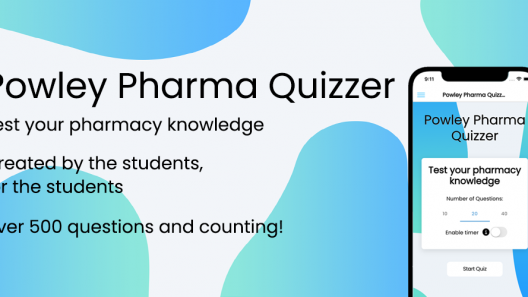 Powley Pharma Quizzer
est your pharmacy knowledge
reated by the students,
r the students
ver 500 questions and counting!
9:11
Powley Pharma Quizz...
Powley Pharma
Quizzer
Test your pharmacy
knowledge
Number of Questions:
10 20 40
Enable timer
Start Quiz